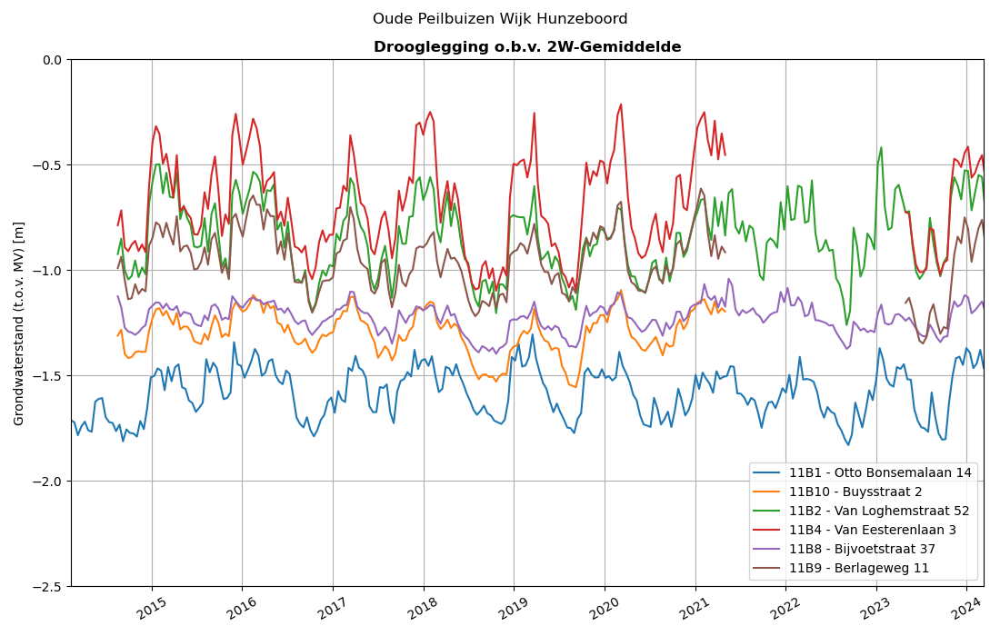 Oude Peilbuizen Wijk Hunzeboord
Drooglegging o.b.v. 2W-Gemiddelde
Grondwaterstand (t.o.v. MV) [m]
0.0
−0.5
−1.0
−1.5
−2.0
−2.5
2015
2016
2017
2018
2019
2020
2021
2022
2023
2024
11B1 - Otto Bonsemalaan 14
11B10 - Buysstraat 2
11B2 - Van Loghemstraat 52
11B4 - Van Eesterenlaan 3
11B8 - Bijvoetstraat 37
11B9 - Berlageweg 11